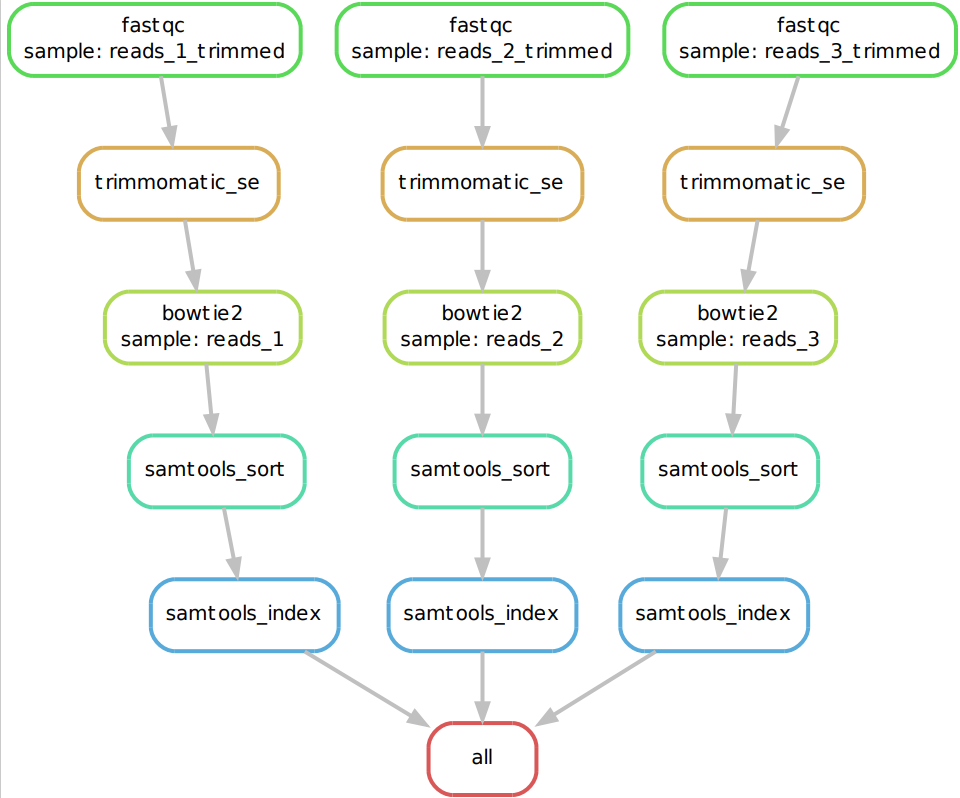 fastqc
sample: reads_1_trimmed
fastqc
sample: reads_2_trimmed
fastqc
sample: reads_3_trimmed
trimmomatic_se
trimmomatic_se
trimmomatic_se
bowtie2
sample: reads_1
bowtie2
sample: reads_2
bowtie2
sample: reads_3
samtools_sort
samtools_sort
samtools_sort
samtools_index
samtools_index
samtools_index
all